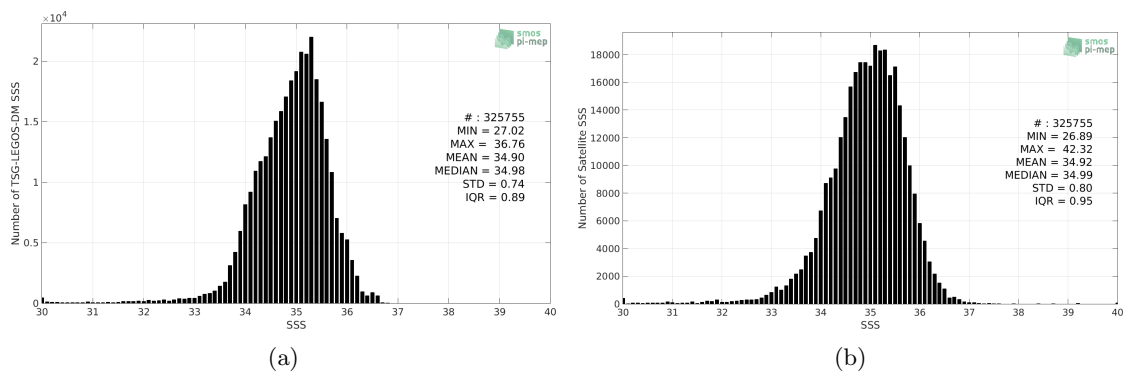 ×10⁴
smos
pi-mep
2
1.5
1
0.5
0
Number of TSG-LEGOS-DM SSS
# : 325755
MIN = 27.02
MAX = 36.76
MEAN = 34.90
MEDIAN = 34.98
STD = 0.74
IQR = 0.89
30 31 32 33 34 35 36 37 38 39 40
SSS
(a)
smos
pi-mep
18000
16000
14000
12000
10000
8000
6000
4000
2000
0
Number of Satellite SSS
# : 325755
MIN = 26.89
MAX = 42.32
MEAN = 34.92
MEDIAN = 34.99
STD = 0.80
IQR = 0.95
30 31 32 33 34 35 36 37 38 39 40
SSS
(b)